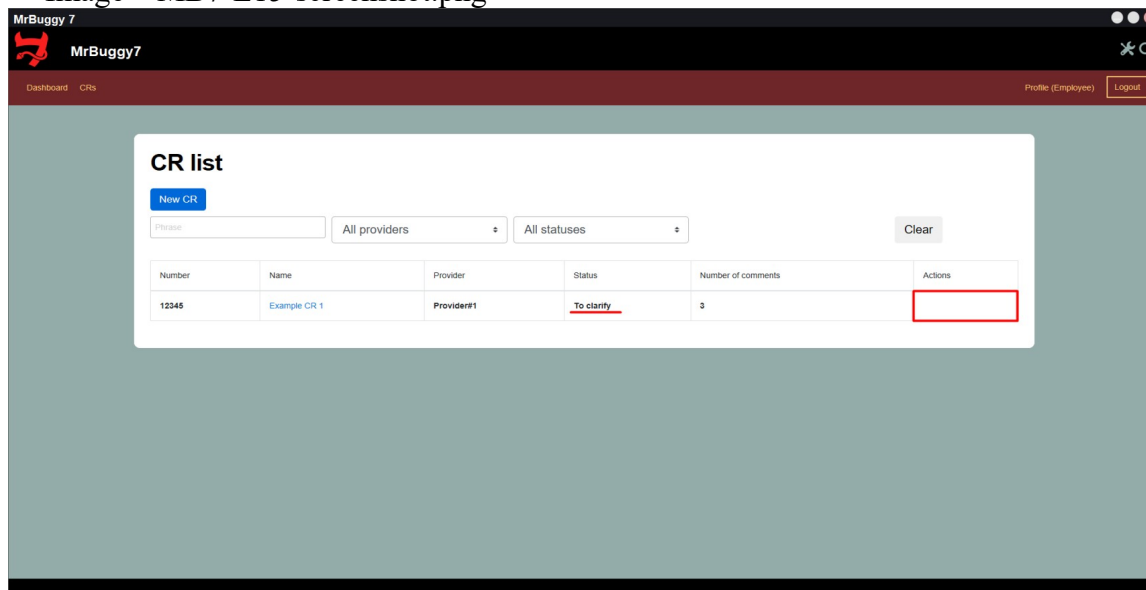 MrBuggy 7
MrBuggy7
Dashboard CRs Profile (Employee) Logout
CR list
New CR
Phrase All providers All statuses Clear
Number Name Provider Status Number of comments Actions
12345 Example CR 1 Provider#1 To clarify 3